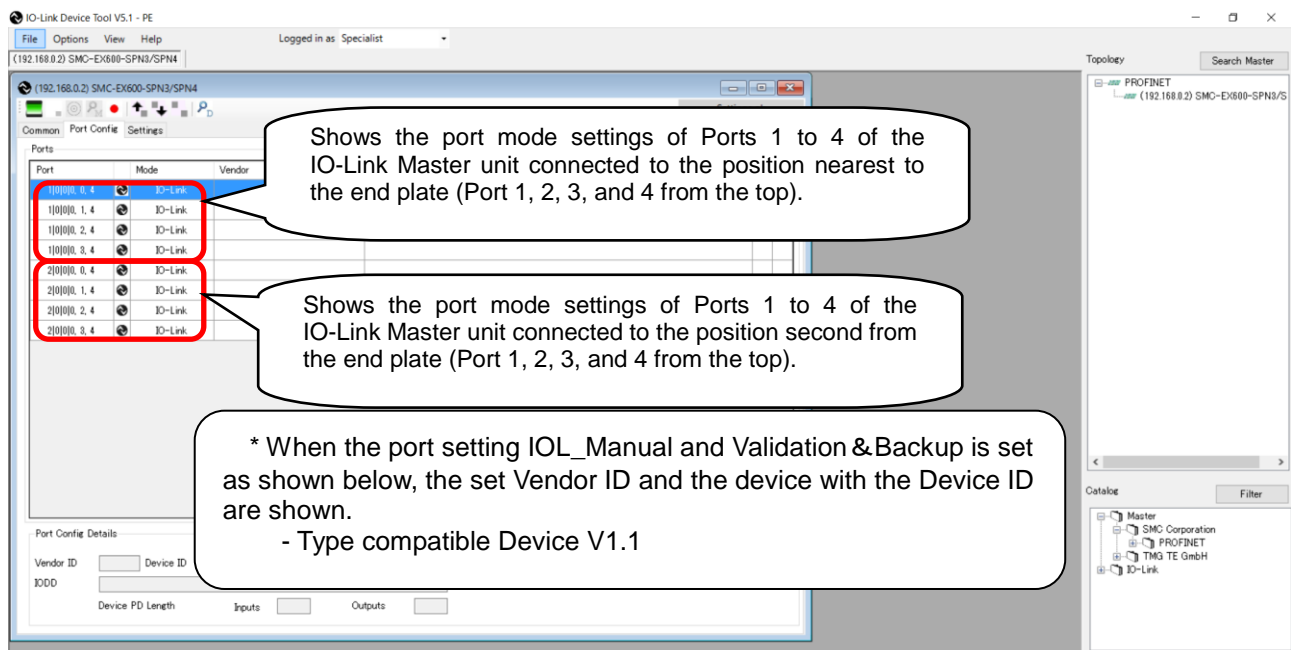 IO-Link Device Tool V5.1 - PE
File Options View Help Logged in as Specialist
(192.168.0.2) SMC-EX600-SPN3/SPN4
Topology Search Master
PROFINET
(192.168.0.2) SMC-EX600-SPN3/S
(192.168.0.2) SMC-EX600-SPN3/SPN4
Common Port Config Settings
Ports
Port Mode Vendor
1|0|0|0, 0, 4 IO-Link
1|0|0|0, 1, 4 IO-Link
1|0|0|0, 2, 4 IO-Link
1|0|0|0, 3, 4 IO-Link
2|0|0|0, 0, 4 IO-Link
2|0|0|0, 1, 4 IO-Link
2|0|0|0, 2, 4 IO-Link
2|0|0|0, 3, 4 IO-Link
Shows the port mode settings of Ports 1 to 4 of the
IO-Link Master unit connected to the position nearest to
the end plate (Port 1, 2, 3, and 4 from the top).
Shows the port mode settings of Ports 1 to 4 of the
IO-Link Master unit connected to the position second from
the end plate (Port 1, 2, 3, and 4 from the top).
* When the port setting IOL_Manual and Validation＆Backup is set
as shown below, the set Vendor ID and the device with the Device ID
are shown.
- Type compatible Device V1.1
Port Config Details
Vendor ID Device ID
IODD
Device PD Length Inputs Outputs
Catalog Filter
Master
SMC Corporation
PROFINET
TMG TE GmbH
IO-Link